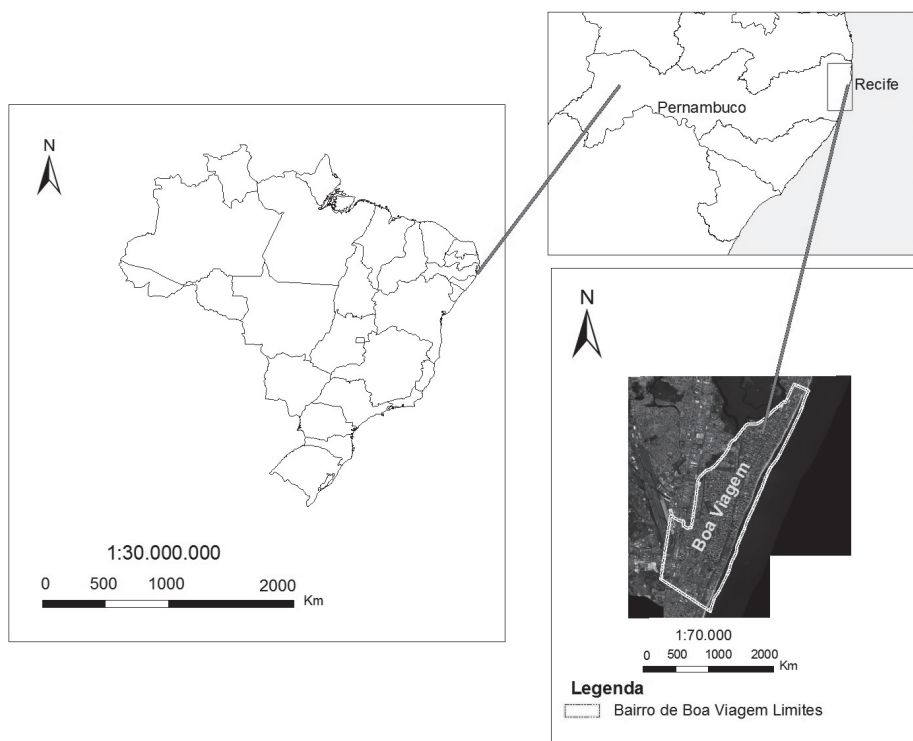 N
1:30.000.000
0 500 1000 2000
Km
Recife
Pernambuco
N
Boa Viagem
1:70.000
0 500 1000 2000
Km
Legenda
Bairro de Boa Viagem Limites